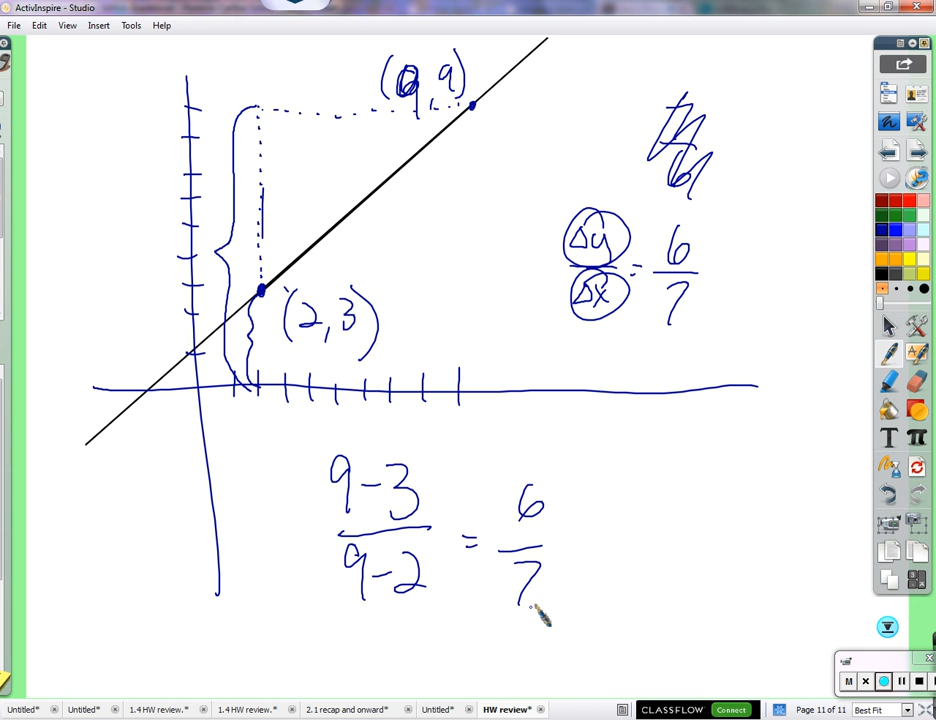 ActivInspire - Studio
File Edit View Insert Tools Help
(9, 9)
(2, 3)
Δy/Δx = 6/7
9-3/9-2 = 6/7
T π
M
Untitled* Untitled* 1.4 HW review.* 1.4 HW review.* 2.1 recap and onward* Untitled* HW review* CLASSFLOW Connect Page 11 of 11 Best Fit